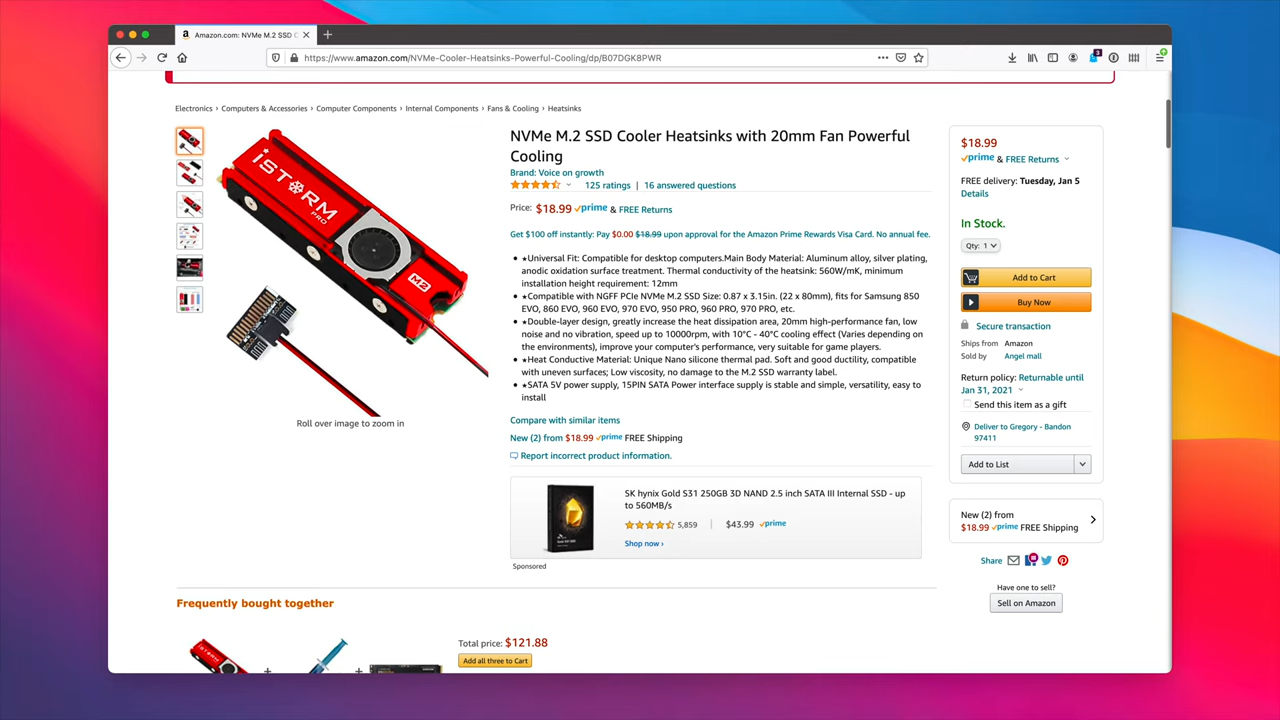 Amazon.com: NVMe M.2 SSD C
https://www.amazon.com/NVMe-Cooler-Heatsinks-Powerful-Cooling/dp/B07DGK8PWR
3
Electronics › Computers & Accessories › Computer Components › Internal Components › Fans & Cooling › Heatsinks
iSTORM
PRO
M2
Roll over image to zoom in
NVMe M.2 SSD Cooler Heatsinks with 20mm Fan Powerful
Cooling
Brand: Voice on growth
125 ratings | 16 answered questions
Price: $18.99 prime & FREE Returns
Get $100 off instantly: Pay $0.00 $18.99 upon approval for the Amazon Prime Rewards Visa Card. No annual fee.
• ★Universal Fit: Compatible for desktop computers.Main Body Material: Aluminum alloy, silver plating,
anodic oxidation surface treatment. Thermal conductivity of the heatsink: 560W/mK, minimum
installation height requirement: 12mm
• ★Compatible with NGFF PCIe NVMe M.2 SSD Size: 0.87 x 3.15in. (22 x 80mm), fits for Samsung 850
EVO, 860 EVO, 960 EVO, 970 EVO, 950 PRO, 960 PRO, 970 PRO, etc.
• ★Double-layer design, greatly increase the heat dissipation area, 20mm high-performance fan, low
noise and no vibration, speed up to 10000rpm, with 10°C - 40°C cooling effect (Varies depending on
the environments), improve your computer's performance, very suitable for game players.
• ★Heat Conductive Material: Unique Nano silicone thermal pad. Soft and good ductility, compatible
with uneven surfaces; Low viscosity, no damage to the M.2 SSD warranty label.
• ★SATA 5V power supply, 15PIN SATA Power interface supply is stable and simple, versatility, easy to
install
Compare with similar items
New (2) from $18.99 prime FREE Shipping
Report incorrect product information.
SK hynix Gold S31 250GB 3D NAND 2.5 inch SATA III Internal SSD - up
to 560MB/s
5,859 | $43.99 prime
Shop now ›
Sponsored
$18.99
prime & FREE Returns
FREE delivery: Tuesday, Jan 5
Details
In Stock.
Qty: 1
Add to Cart
Buy Now
Secure transaction
Ships from Amazon
Sold by Angel mall
Return policy: Returnable until
Jan 31, 2021
Send this item as a gift
Deliver to Gregory - Bandon
97411
Add to List
New (2) from
$18.99 prime FREE Shipping
Share
Have one to sell?
Sell on Amazon
Frequently bought together
Total price: $121.88
Add all three to Cart